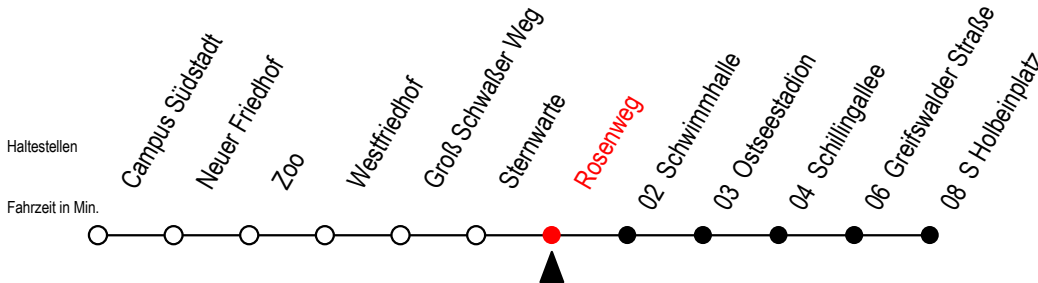 Haltestellen
Fahrzeit in Min.
Campus Südstadt
Neuer Friedhof
Zoo
Westfriedhof
Groß Schwaßer Weg
Sternwarte
Rosenweg
02 Schwimmhalle
03 Ostseestadion
04 Schillingallee
06 Greifswalder Straße
08 S Holbeinplatz